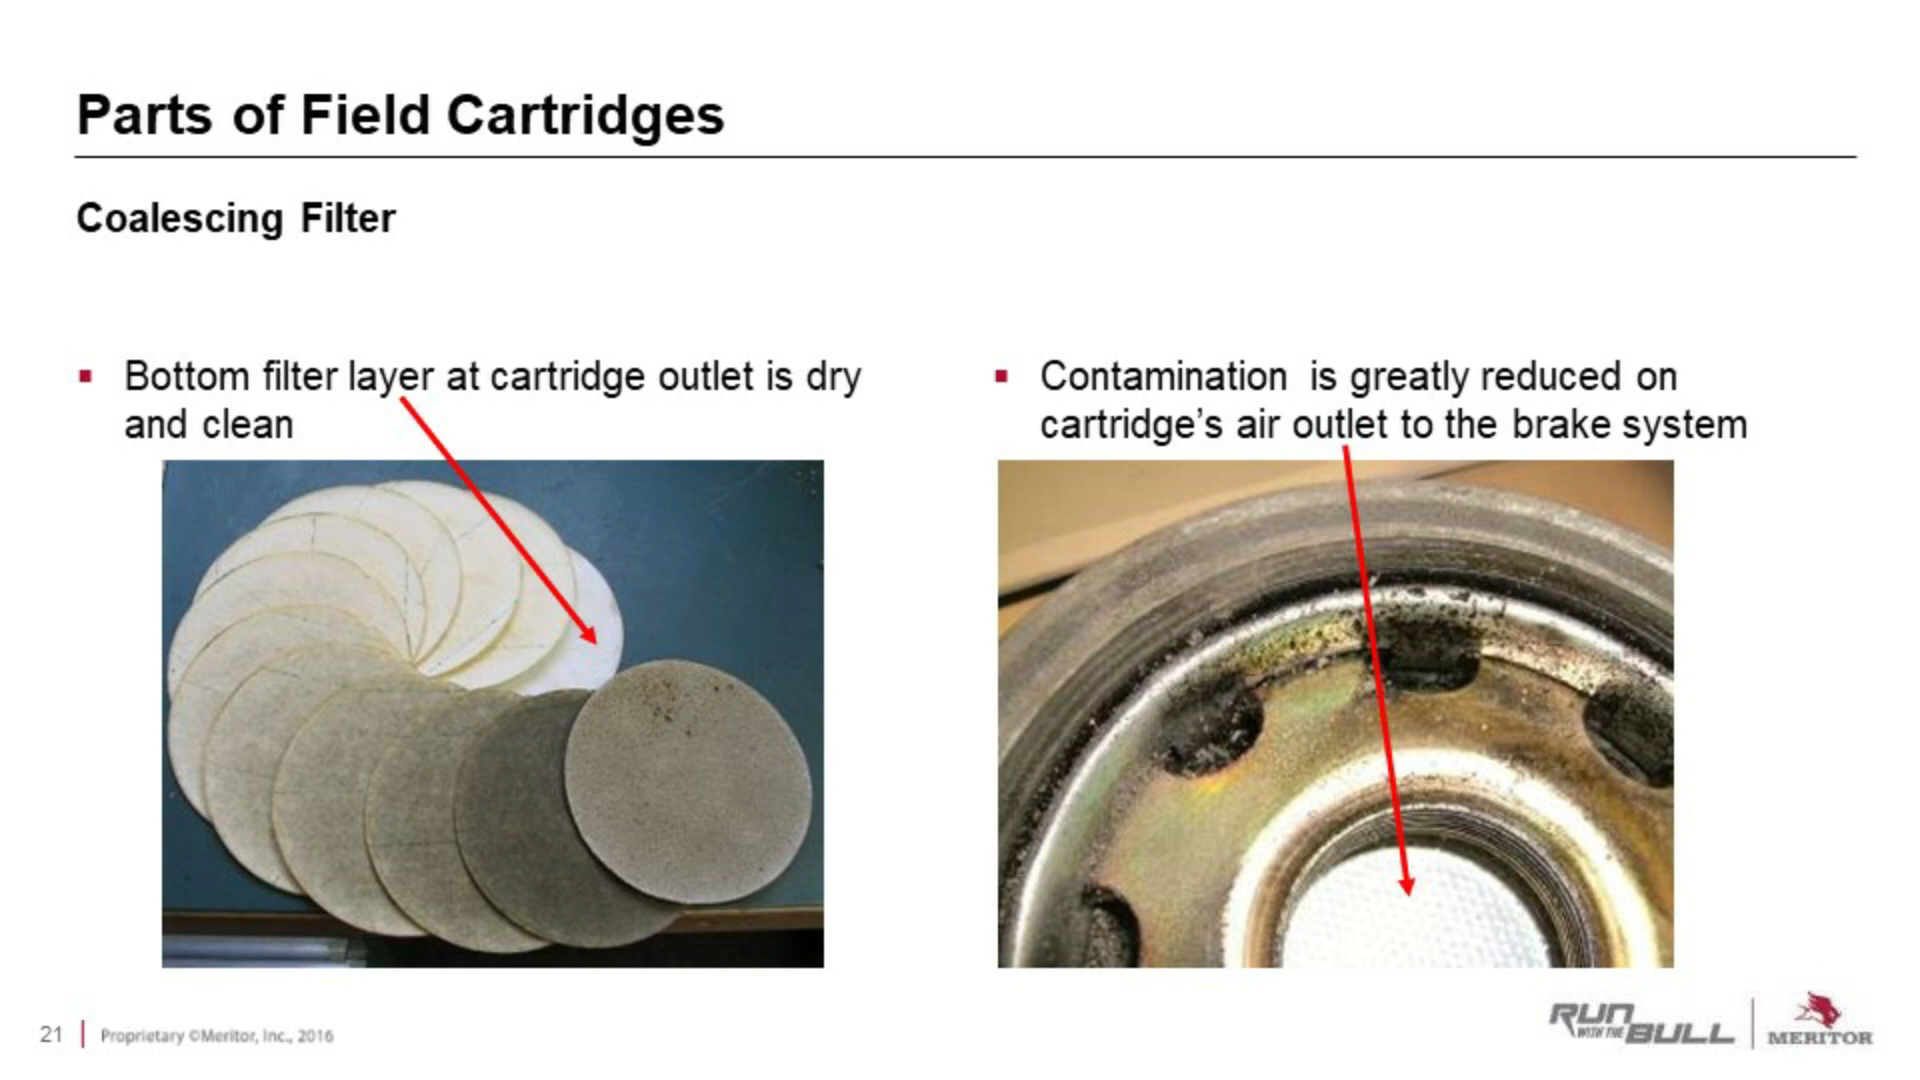 Parts of Field Cartridges
Coalescing Filter
▪ Bottom filter layer at cartridge outlet is dry
and clean
▪ Contamination is greatly reduced on
cartridge’s air outlet to the brake system
21 | Proprietary ©Meritor, Inc., 2016
RUN
WITH THE BULL
MERITOR